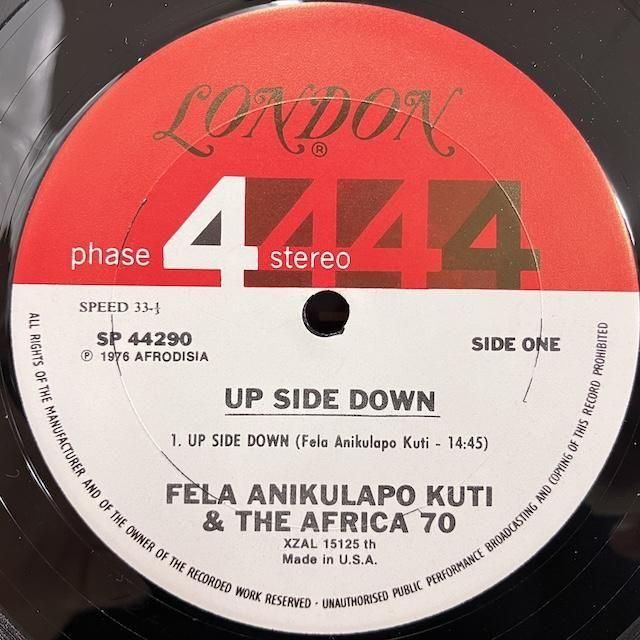 LONDON
®
phase 4 stereo 4 4 4
SPEED 33-⅓
SP 44290
℗ 1976 AFRODISIA
SIDE ONE
UP SIDE DOWN
1. UP SIDE DOWN (Fela Anikulapo Kuti - 14:45)
FELA ANIKULAPO KUTI
& THE AFRICA 70
XZAL 15125 th
Made in U.S.A.
ALL RIGHTS OF THE MANUFACTURER AND OF THE OWNER OF THE RECORDED WORK RESERVED · UNAUTHORISED PUBLIC PERFORMANCE BROADCASTING AND COPYING OF THIS RECORD PROHIBITED